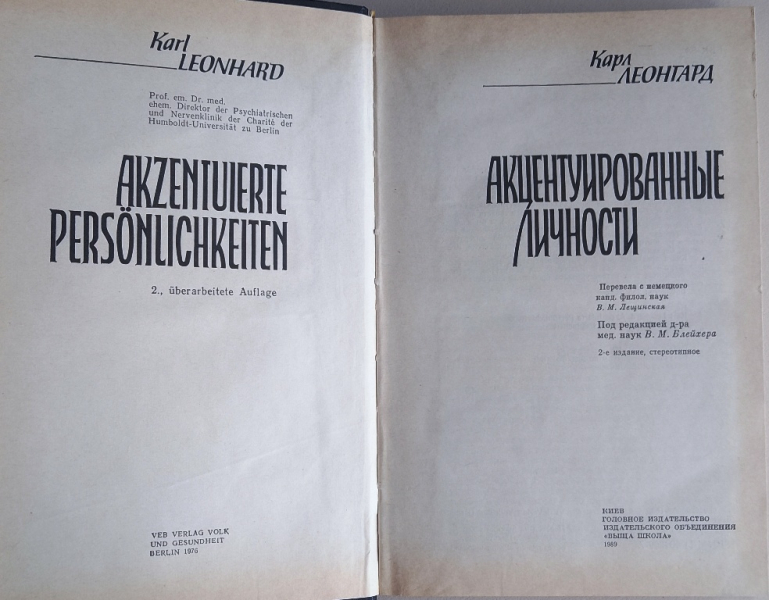 Karl
LEONHARD
Prof. em. Dr. med.
ehem. Direktor der Psychiatrischen
und Nervenklinik der Charité der
Humboldt-Universität zu Berlin
AKZENTUIERTE
PERSÖNLICHKEITEN
2., überarbeitete Auflage
VEB VERLAG VOLK
UND GESUNDHEIT
BERLIN 1976
Карл
ЛЕОНГАРД
АКЦЕНТУИРОВАННЫЕ
ЛИЧНОСТИ
Перевела с немецкого
канд. филол. наук
В. М. Лещинская
Под редакцией д-ра
мед. наук В. М. Блейхера
2-е издание, стереотипное
КИЕВ
ГОЛОВНОЕ ИЗДАТЕЛЬСТВО
ИЗДАТЕЛЬСКОГО ОБЪЕДИНЕНИЯ
«ВЫЩА ШКОЛА»
1989